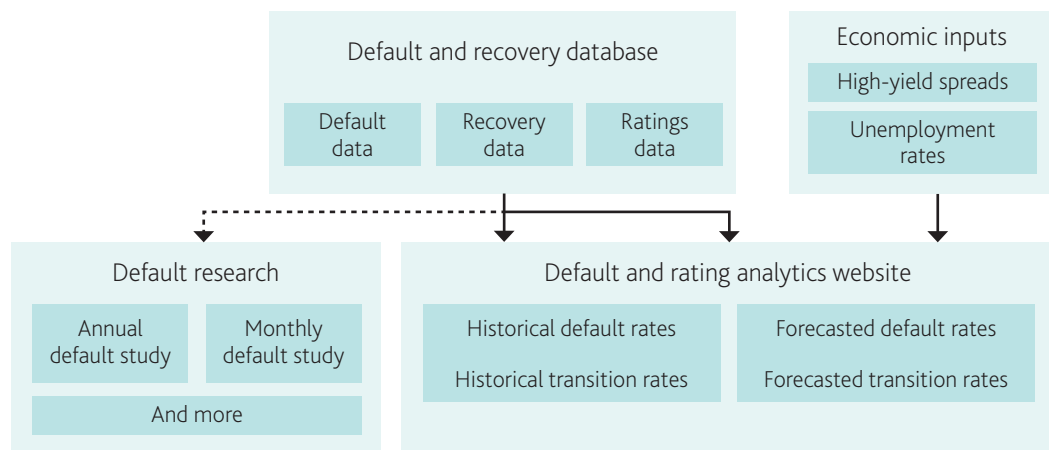 Default and recovery database
Default
data
Recovery
data
Ratings
data
Economic inputs
High-yield spreads
Unemployment
rates
Default research
Annual
default study
Monthly
default study
And more
Default and rating analytics website
Historical default rates
Historical transition rates
Forecasted default rates
Forecasted transition rates